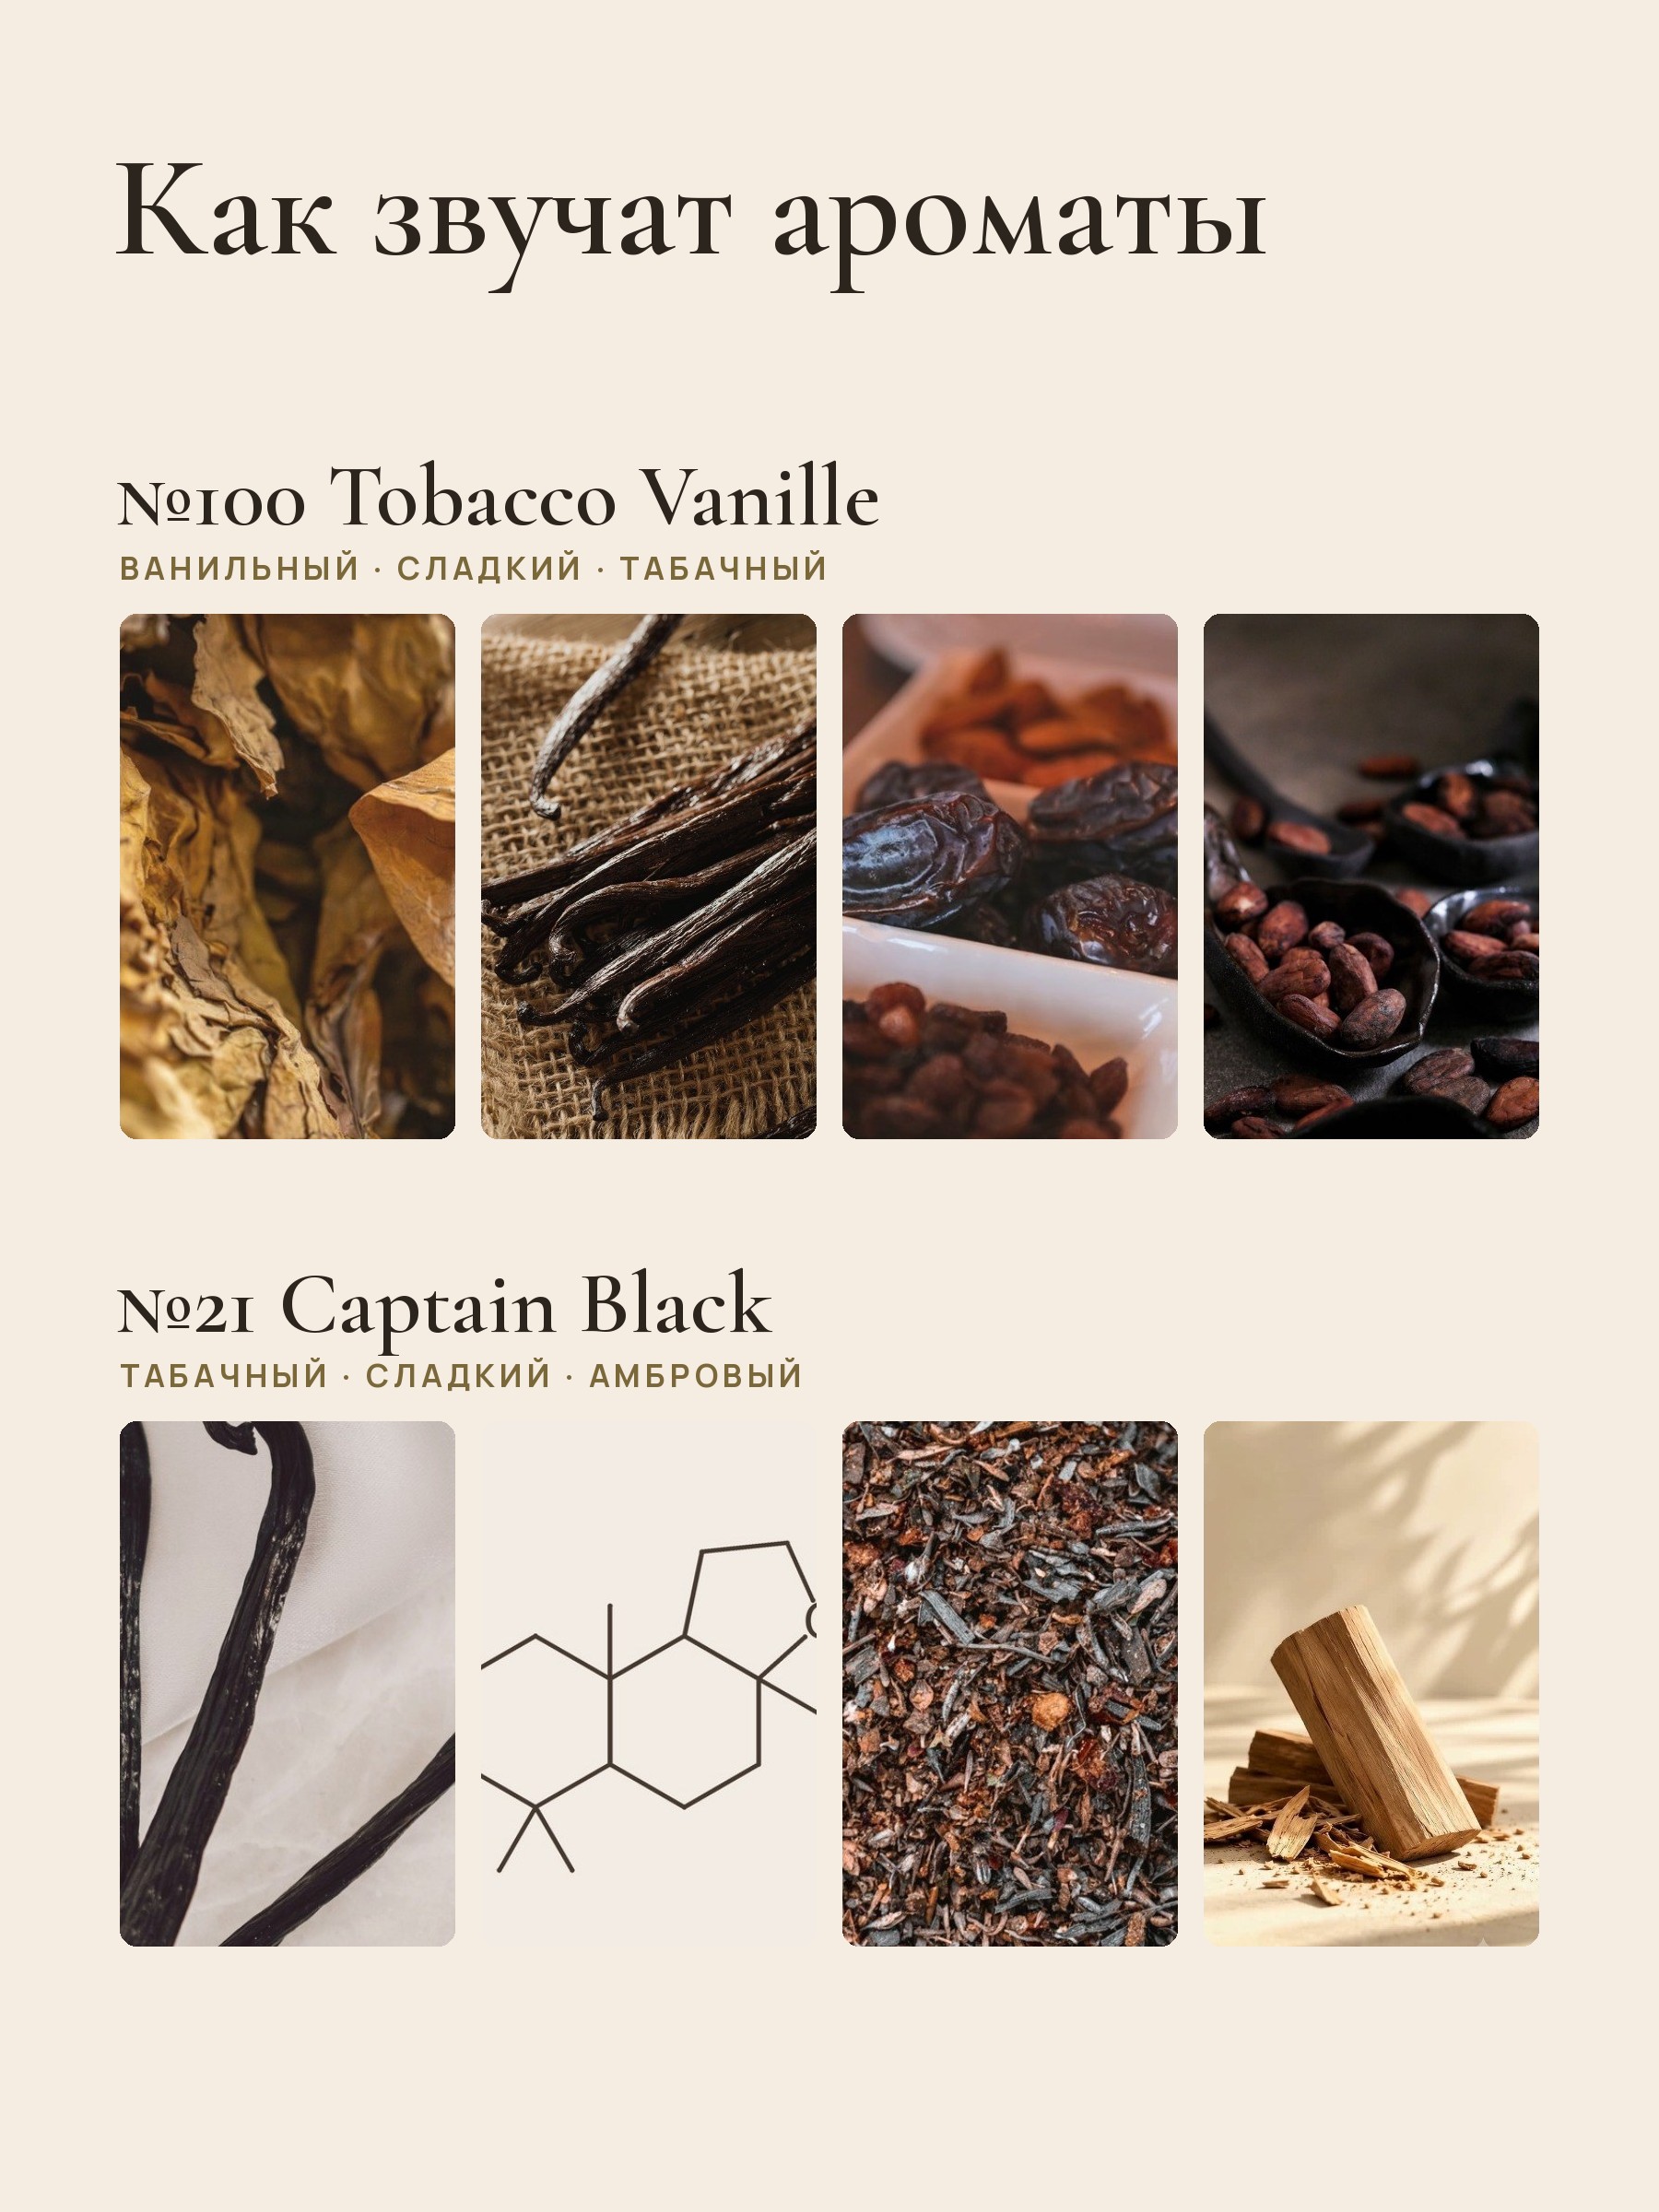 Как звучат ароматы
№100 Tobacco Vanille
ВАНИЛЬНЫЙ · СЛАДКИЙ · ТАБАЧНЫЙ
№21 Captain Black
ТАБАЧНЫЙ · СЛАДКИЙ · АМБРОВЫЙ